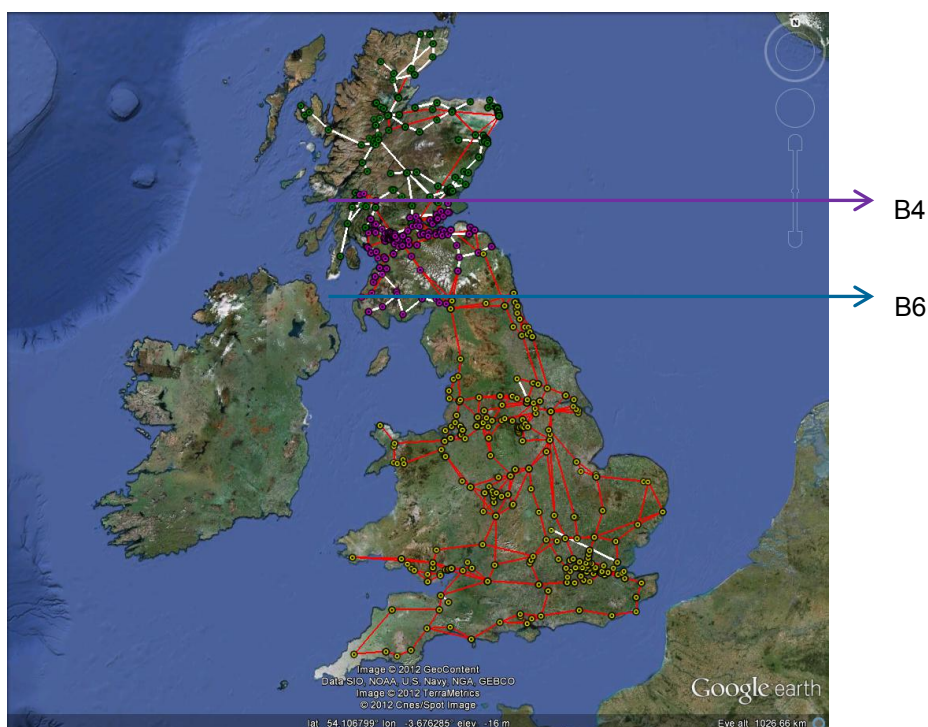 N
B4
B6
Image © 2012 GeoContent
Data SIO, NOAA, U.S. Navy, NGA, GEBCO
Image © 2012 TerraMetrics
© 2012 Cnes/Spot Image
Google earth
lat 54.106799° lon -3.676285° elev -16 m
Eye alt 1026.66 km